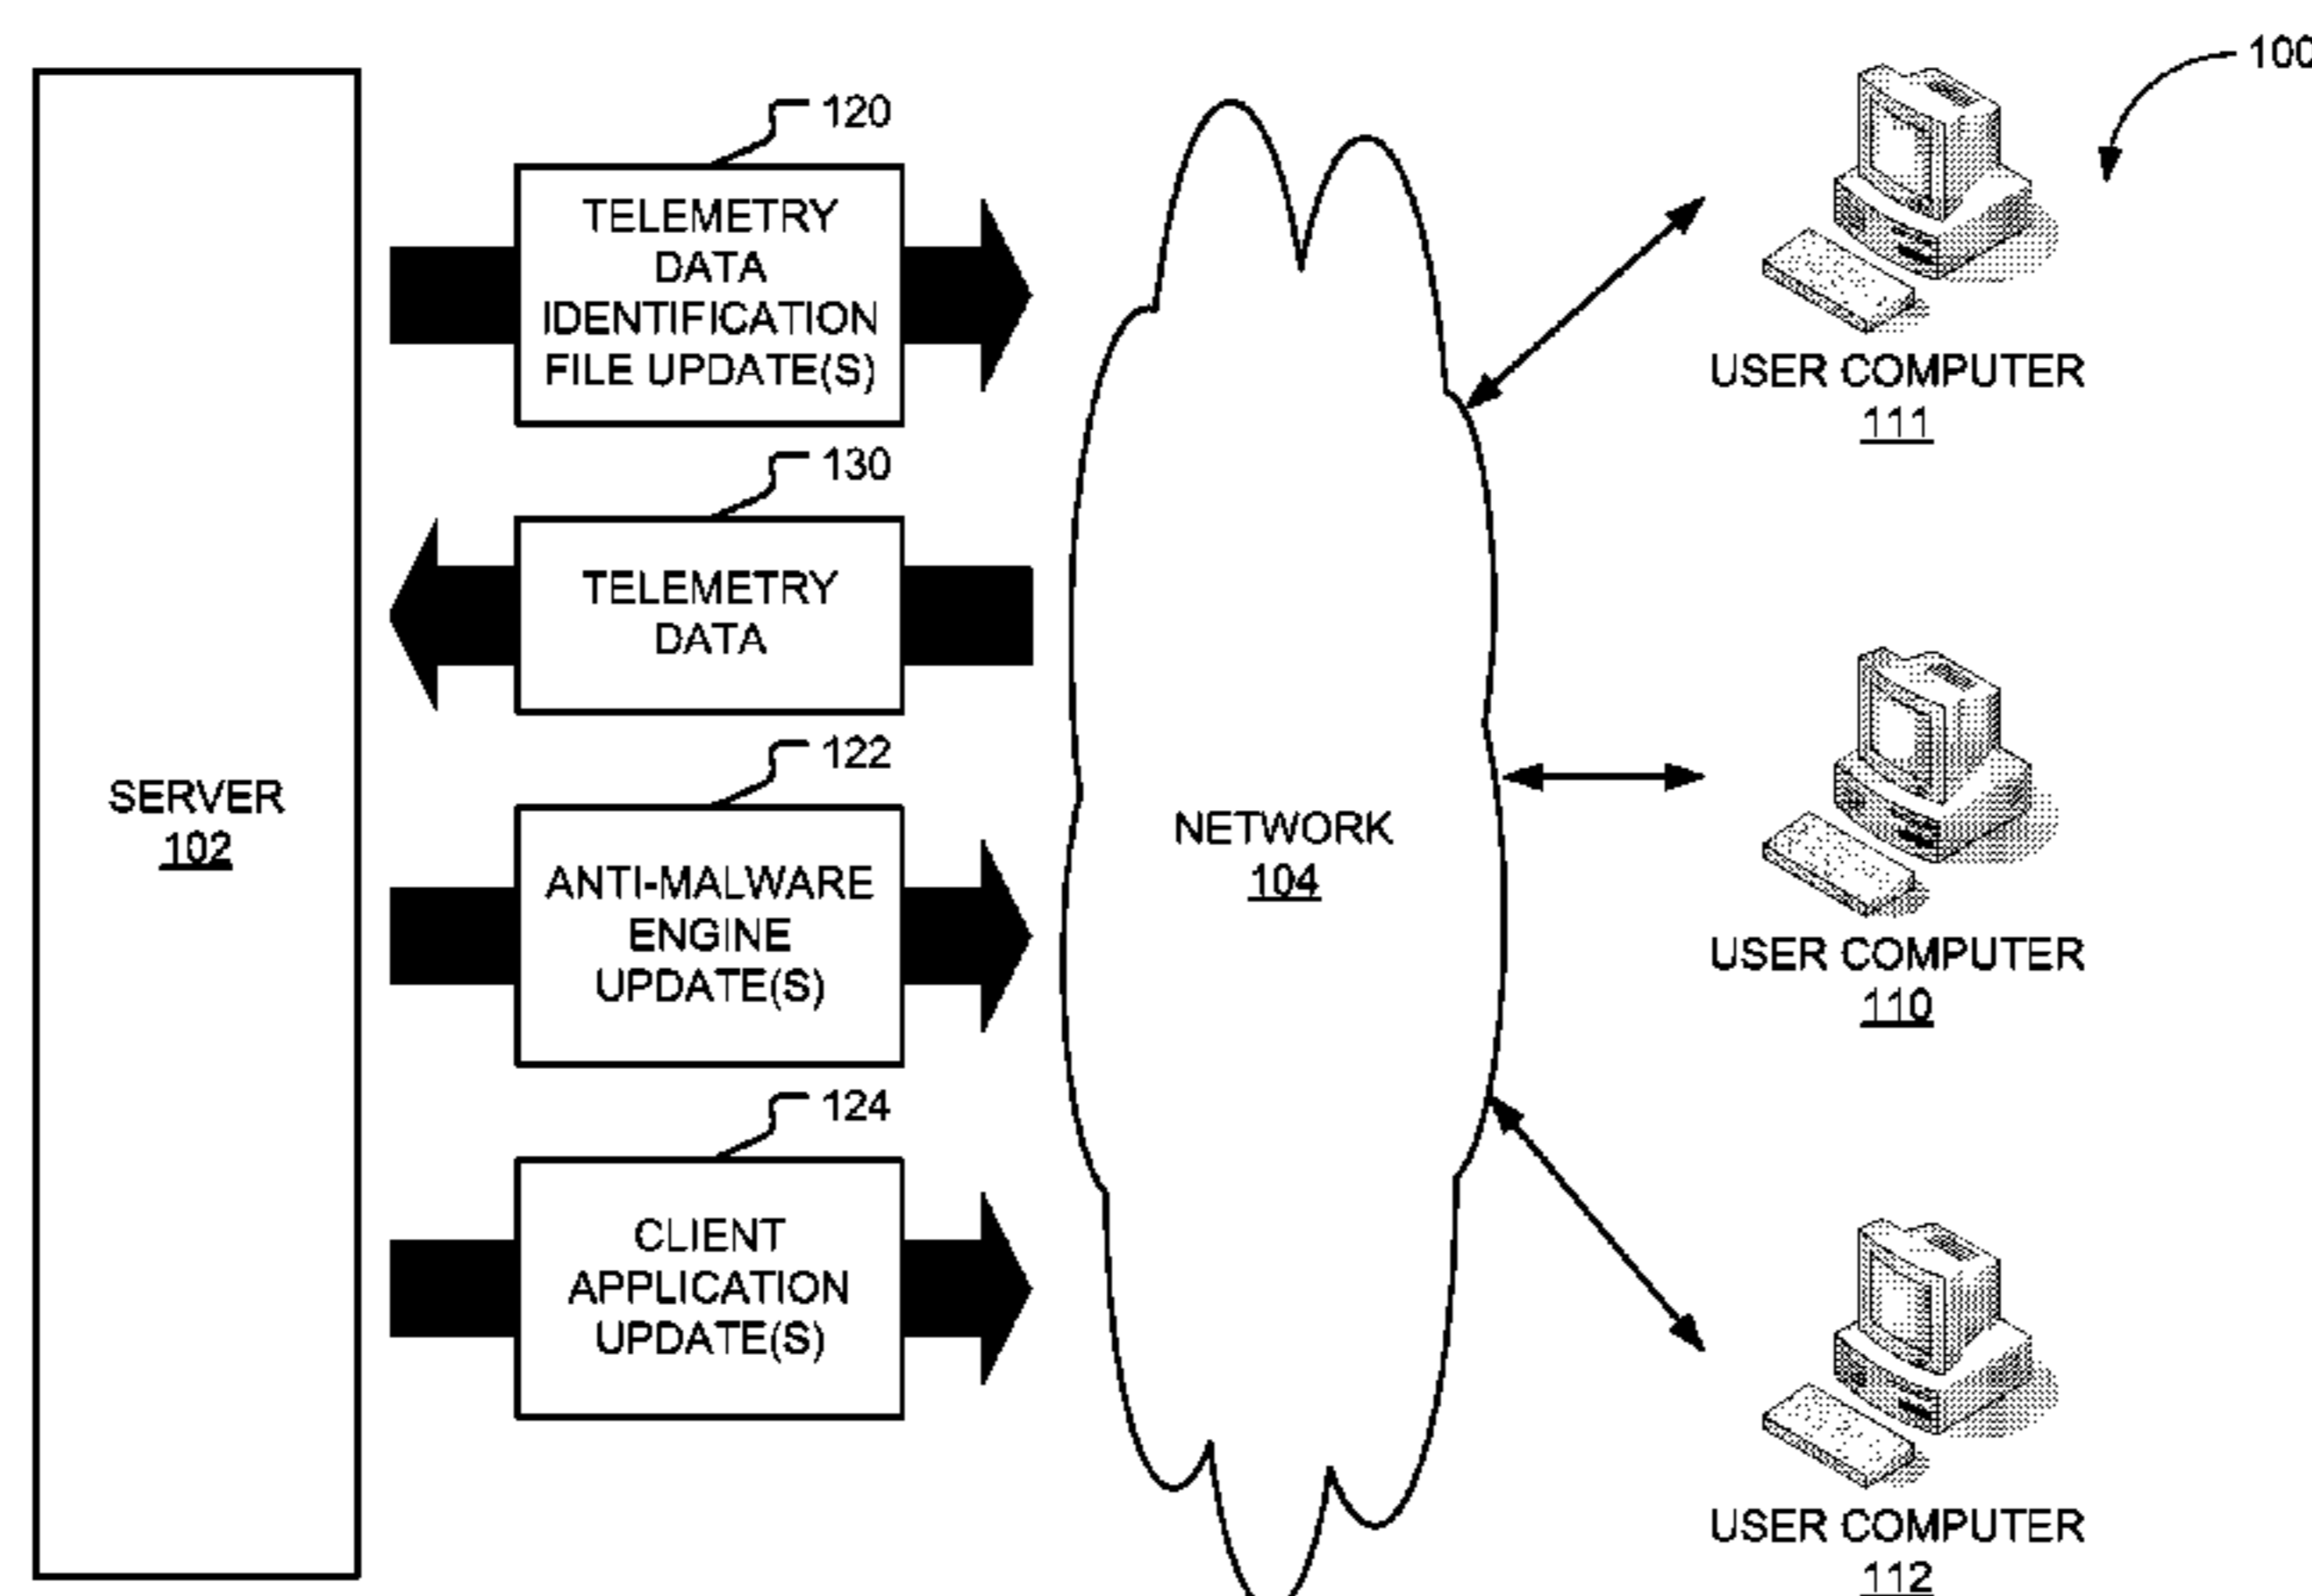 100
120
TELEMETRY
DATA
IDENTIFICATION
FILE UPDATE(S)
130
TELEMETRY
DATA
122
ANTI-MALWARE
ENGINE
UPDATE(S)
124
CLIENT
APPLICATION
UPDATE(S)
SERVER
102
NETWORK
104
USER COMPUTER
111
USER COMPUTER
110
USER COMPUTER
112